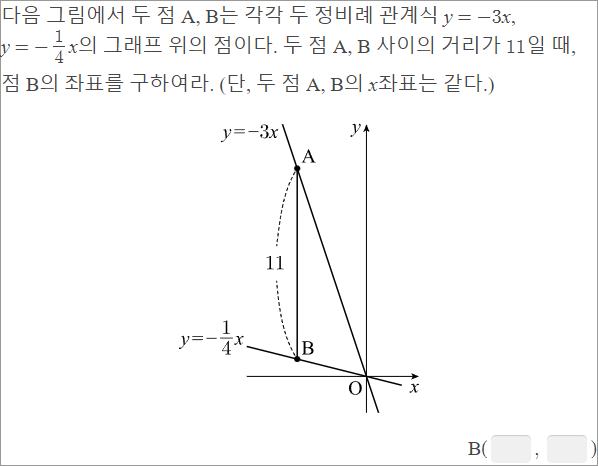 다음 그림에서 두 점 A, B는 각각 두 정비례 관계식 y = −3x,
y = − 1/4 x의 그래프 위의 점이다. 두 점 A, B 사이의 거리가 11일 때,
점 B의 좌표를 구하여라. (단, 두 점 A, B의 x좌표는 같다.)
y=−3x
y
A
11
y=−1/4 x
B
O
x
B( , )